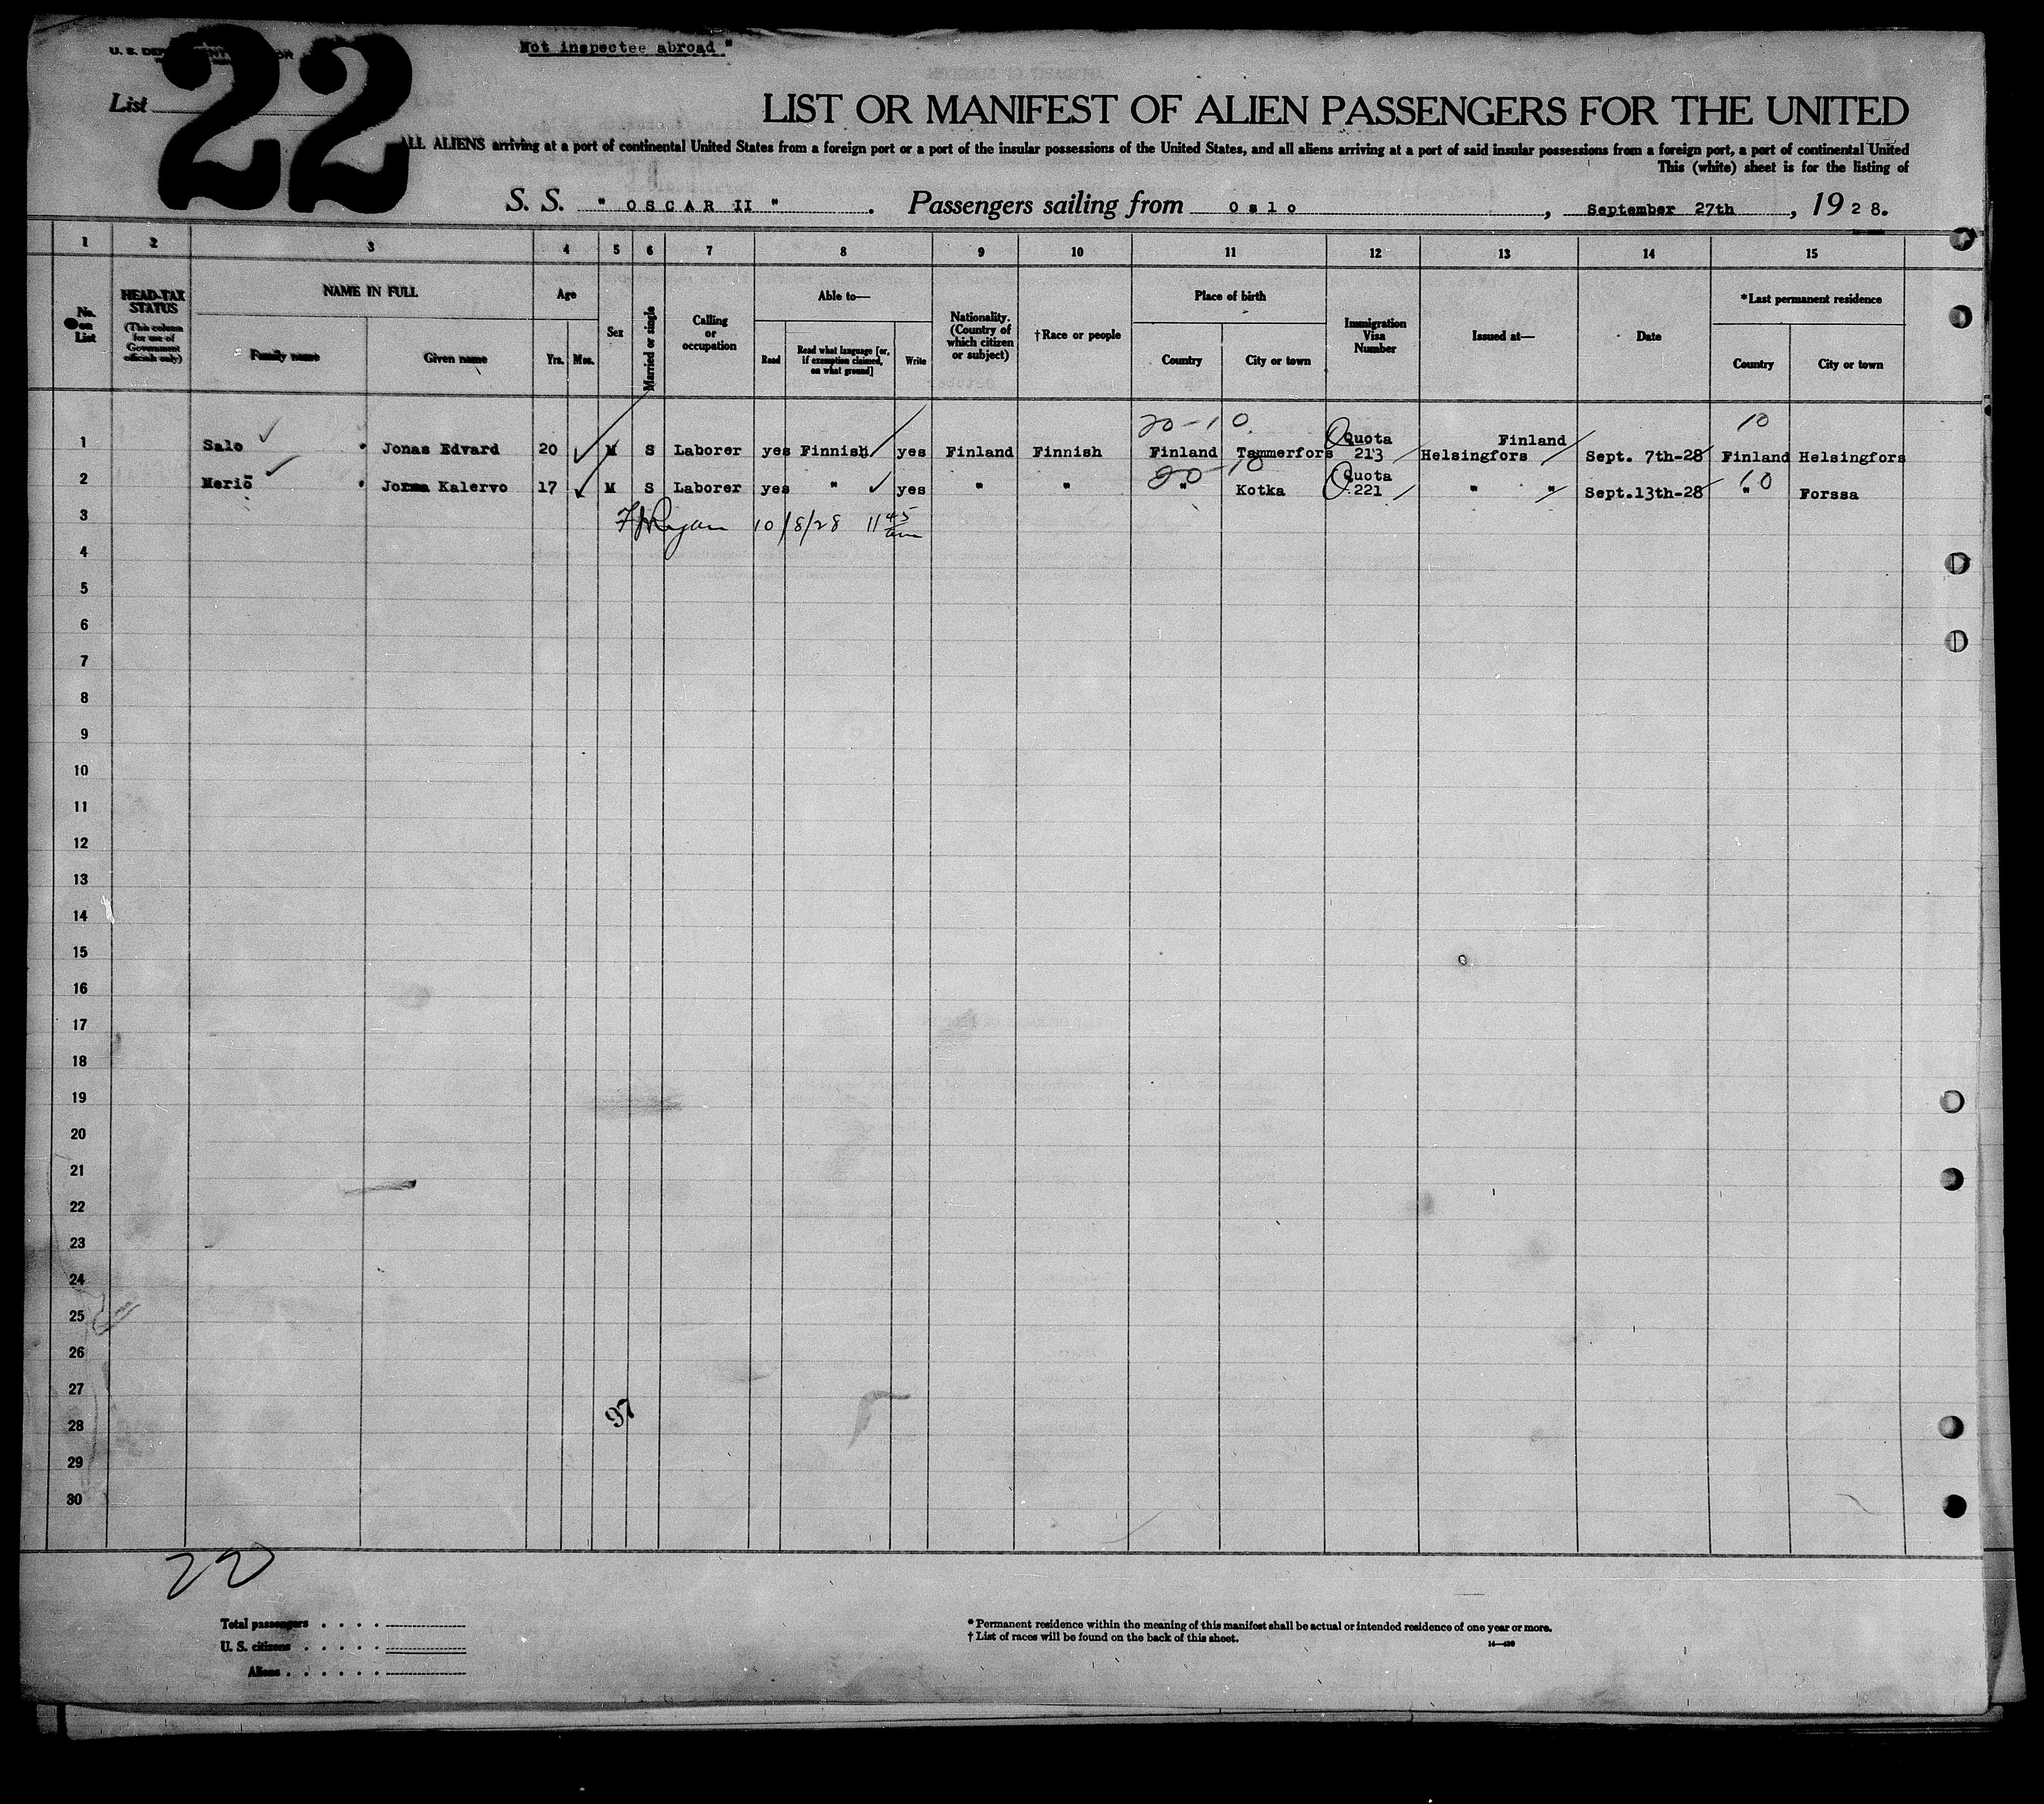 Not inspectee abroad "
22
List
LIST OR MANIFEST OF ALIEN PASSENGERS FOR THE UNITED
ALL ALIENS arriving at a port of continental United States from a foreign port or a port of the insular possessions of the United States, and all aliens arriving at a port of said insular possessions from a foreign port, a port of continental United
This (white) sheet is for the listing of
S. S. " OSCAR II ". Passengers sailing from Oslo, September 27th, 1928.
1 2 3 4 5 6 7 8 9 10 11 12 13 14 15
No. on List
HEAD-TAX STATUS (This column for use of Government officials only)
NAME IN FULL
Family name Given name
Age
Yrs. Mos.
Sex
Married or single
Calling or occupation
Able to—
Read Read what language [or, if exemption claimed, on what ground] Write
Nationality. (Country of which citizen or subject)
†Race or people
Place of birth
Country City or town
Immigration Visa Number
Issued at—
Date
*Last permanent residence
Country City or town
20-10 10
1 Salo Jonas Edvard 20 M S Laborer yes Finnish yes Finland Finnish Finland Tammerfors Quota 213 Helsingfors Finland Sept. 7th-28 Finland Helsingfors
20-10 10
2 Meriö Jorma Kalervo 17 M S Laborer yes " yes " " " Kotka Quota 221 " " Sept.13th-28 " Forssa
3 Ryan 10/8/28 11 45 am
4
5
6
7
8
9
10
11
12
13
14
15
16
17
18
19
20
21
22
23
24
25
26
27
97
28
29
30
22
Total passengers . . . .
U. S. citizens . . . . .
Aliens . . . . . .
* Permanent residence within the meaning of this manifest shall be actual or intended residence of one year or more.
† List of races will be found on the back of this sheet.